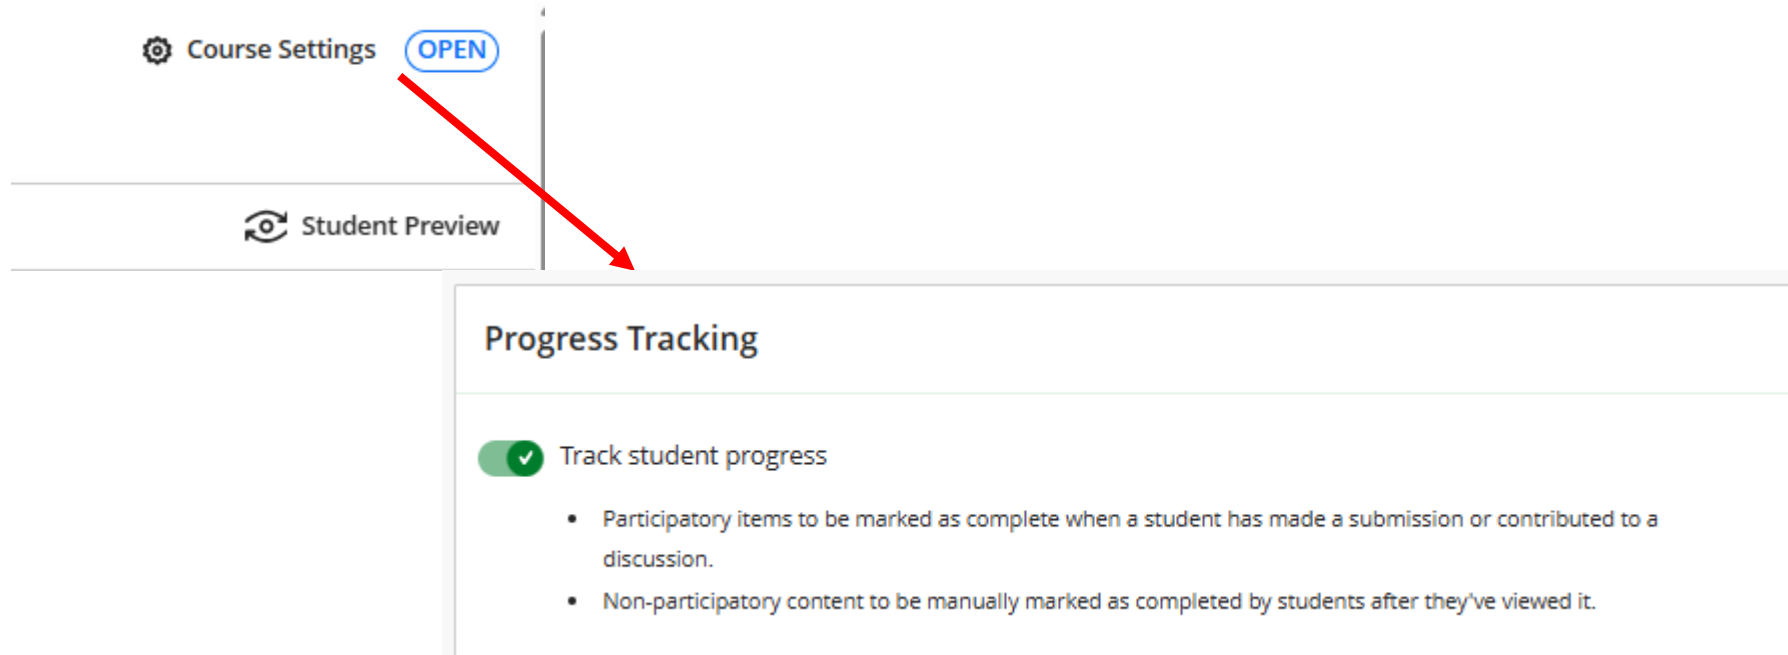 Course Settings OPEN
Student Preview
Progress Tracking
Track student progress
• Participatory items to be marked as complete when a student has made a submission or contributed to a
discussion.
• Non-participatory content to be manually marked as completed by students after they've viewed it.